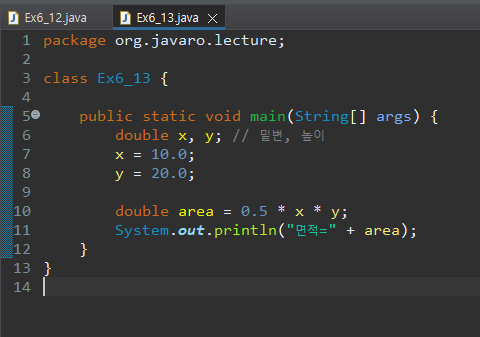 Ex6_12.java Ex6_13.java
1 package org.javaro.lecture;
2
3 class Ex6_13 {
4
5 public static void main(String[] args) {
6 double x, y; // 밑변, 높이
7 x = 10.0;
8 y = 20.0;
9
10 double area = 0.5 * x * y;
11 System.out.println("면적=" + area);
12 }
13 }
14